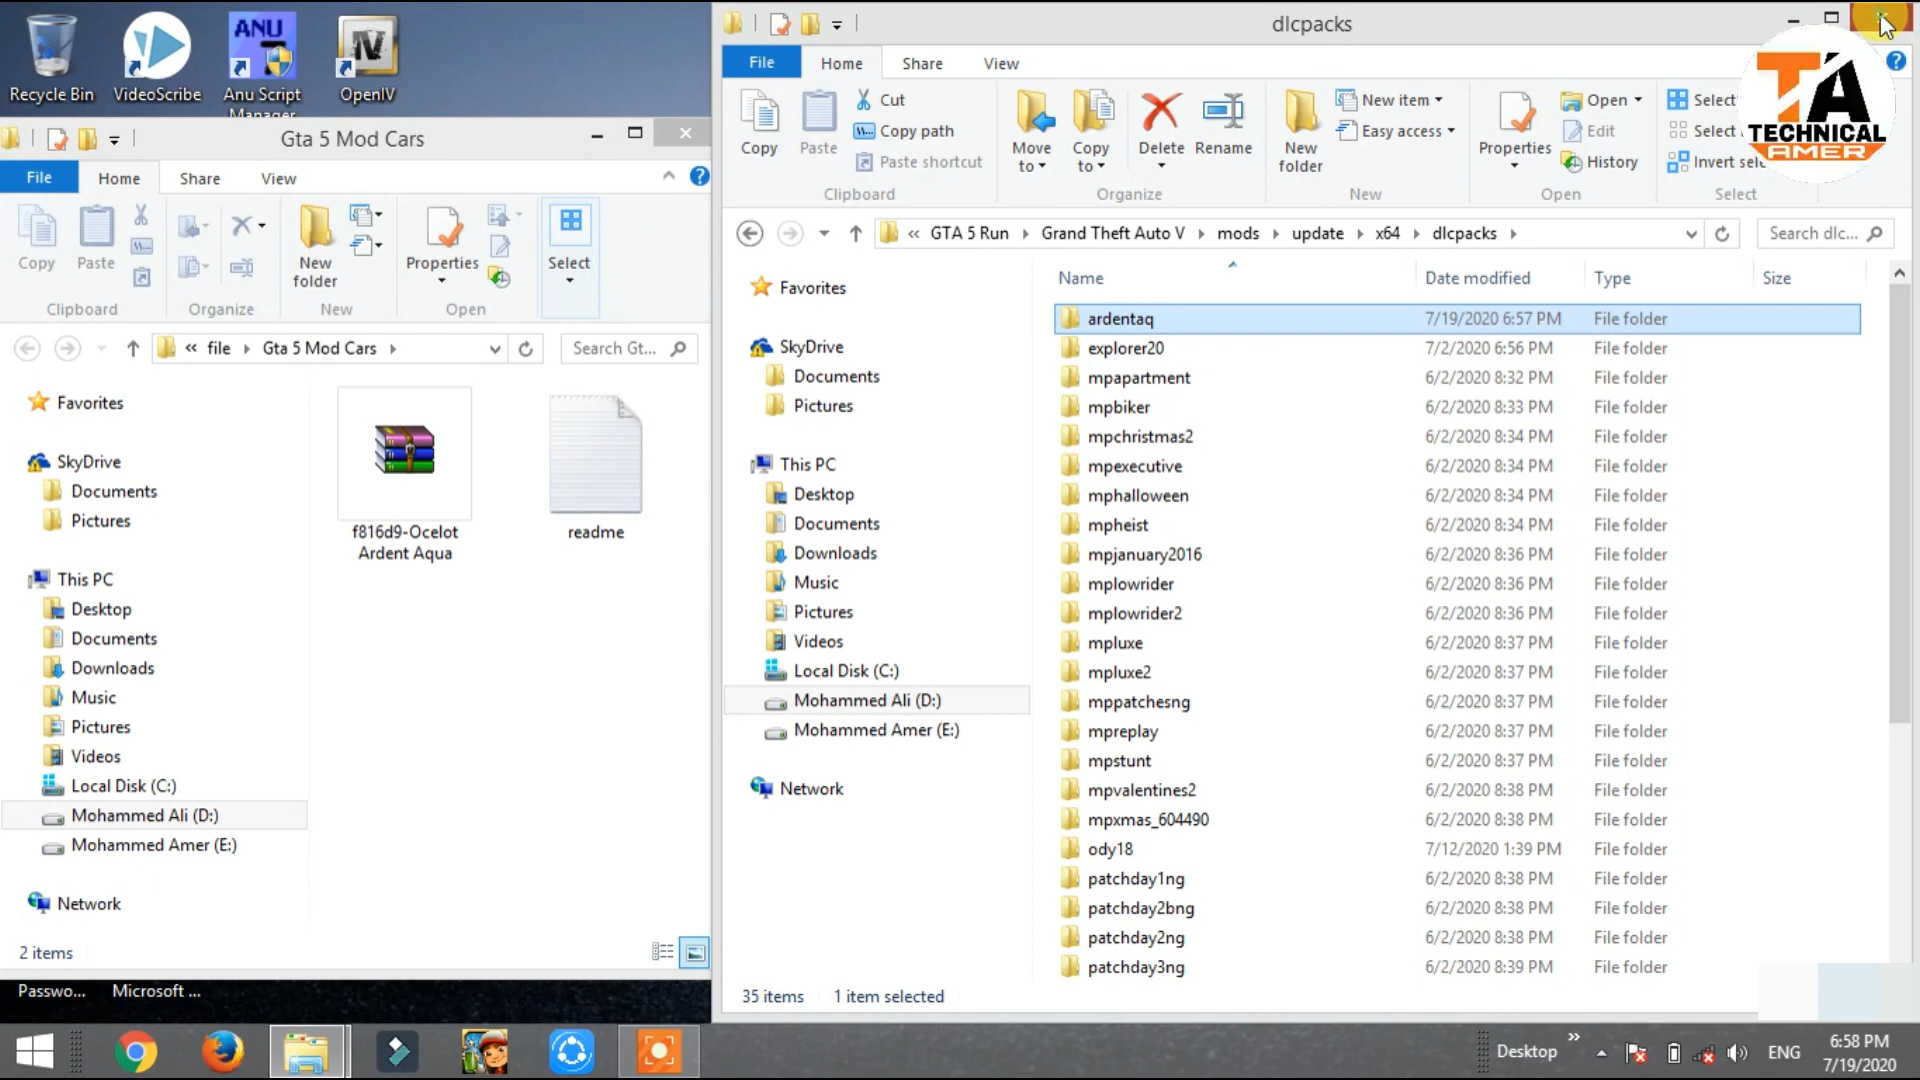 Recycle Bin
VideoScribe
ANU
Anu Script
Manager
IV
OpenIV
Gta 5 Mod Cars
File
Home
Share
View
Copy
Paste
New
folder
Properties
Select
Clipboard
Organize
New
Open
«
file
Gta 5 Mod Cars
Search Gt...
Favorites
SkyDrive
Documents
Pictures
This PC
Desktop
Documents
Downloads
Music
Pictures
Videos
Local Disk (C:)
Mohammed Ali (D:)
Mohammed Amer (E:)
Network
f816d9-Ocelot
Ardent Aqua
readme
2 items
Passwo...
Microsoft ...
dlcpacks
File
Home
Share
View
Copy
Paste
Cut
Copy path
Paste shortcut
Clipboard
Move
to
Copy
to
Delete
Rename
Organize
New
folder
New item
Easy access
New
Properties
Open
Edit
History
Open
Select
Select
Invert sele
Select
TA
TECHNICAL
AMER
«
GTA 5 Run
Grand Theft Auto V
mods
update
x64
dlcpacks
Search dlc...
Favorites
SkyDrive
Documents
Pictures
This PC
Desktop
Documents
Downloads
Music
Pictures
Videos
Local Disk (C:)
Mohammed Ali (D:)
Mohammed Amer (E:)
Network
Name Date modified Type Size
ardentaq 7/19/2020 6:57 PM File folder
explorer20 7/2/2020 6:56 PM File folder
mpapartment 6/2/2020 8:32 PM File folder
mpbiker 6/2/2020 8:33 PM File folder
mpchristmas2 6/2/2020 8:34 PM File folder
mpexecutive 6/2/2020 8:34 PM File folder
mphalloween 6/2/2020 8:34 PM File folder
mpheist 6/2/2020 8:34 PM File folder
mpjanuary2016 6/2/2020 8:36 PM File folder
mplowrider 6/2/2020 8:36 PM File folder
mplowrider2 6/2/2020 8:36 PM File folder
mpluxe 6/2/2020 8:37 PM File folder
mpluxe2 6/2/2020 8:37 PM File folder
mppatchesng 6/2/2020 8:37 PM File folder
mpreplay 6/2/2020 8:37 PM File folder
mpstunt 6/2/2020 8:37 PM File folder
mpvalentines2 6/2/2020 8:38 PM File folder
mpxmas_604490 6/2/2020 8:38 PM File folder
ody18 7/12/2020 1:39 PM File folder
patchday1ng 6/2/2020 8:38 PM File folder
patchday2bng 6/2/2020 8:38 PM File folder
patchday2ng 6/2/2020 8:38 PM File folder
patchday3ng 6/2/2020 8:39 PM File folder
35 items 1 item selected
Desktop
ENG
6:58 PM
7/19/2020